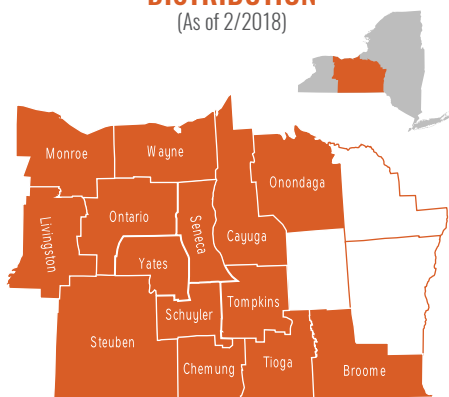 DISTRIBUTION
(As of 2/2018)
Monroe
Wayne
Onondaga
Ontario
Livingston
Seneca
Cayuga
Yates
Tompkins
Schuyler
Steuben
Chemung
Tioga
Broome